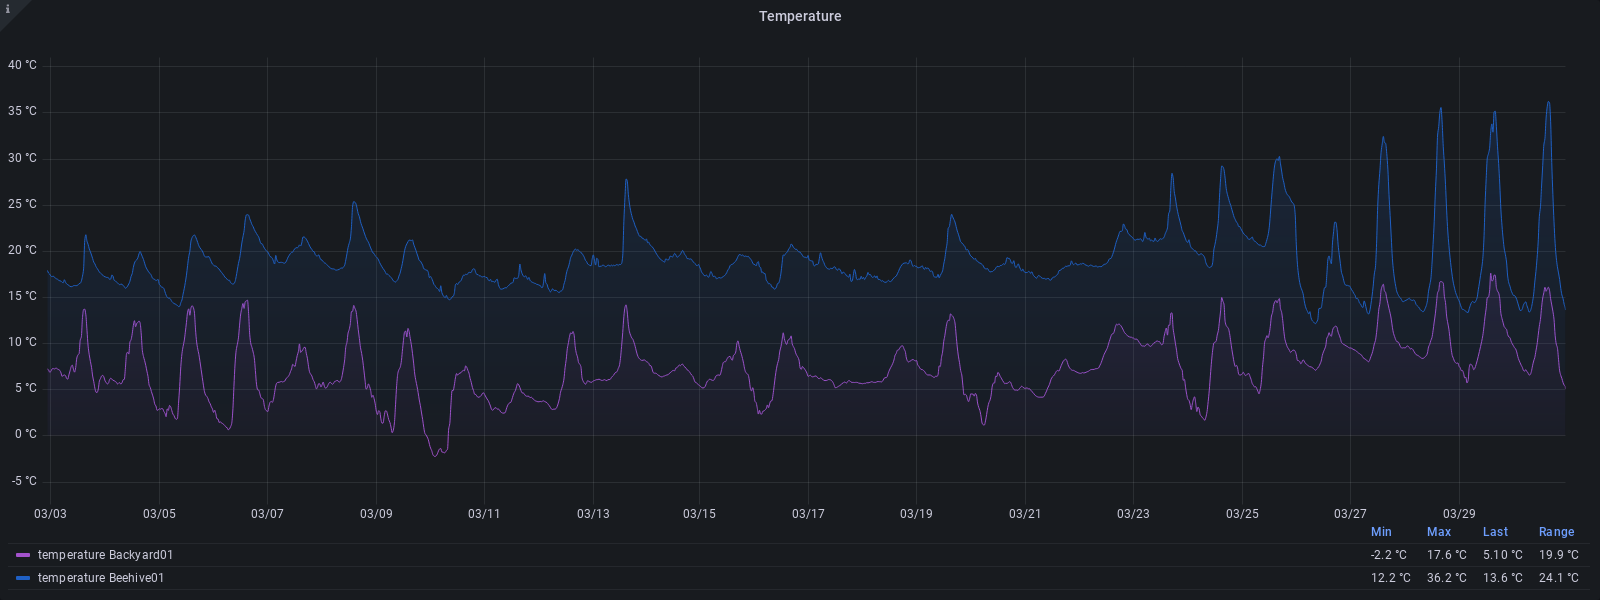 i
Temperature
40 °C
35 °C
30 °C
25 °C
20 °C
15 °C
10 °C
5 °C
0 °C
-5 °C
03/03 03/05 03/07 03/09 03/11 03/13 03/15 03/17 03/19 03/21 03/23 03/25 03/27 03/29
Min Max Last Range
temperature Backyard01 -2.2 °C 17.6 °C 5.10 °C 19.9 °C
temperature Beehive01 12.2 °C 36.2 °C 13.6 °C 24.1 °C